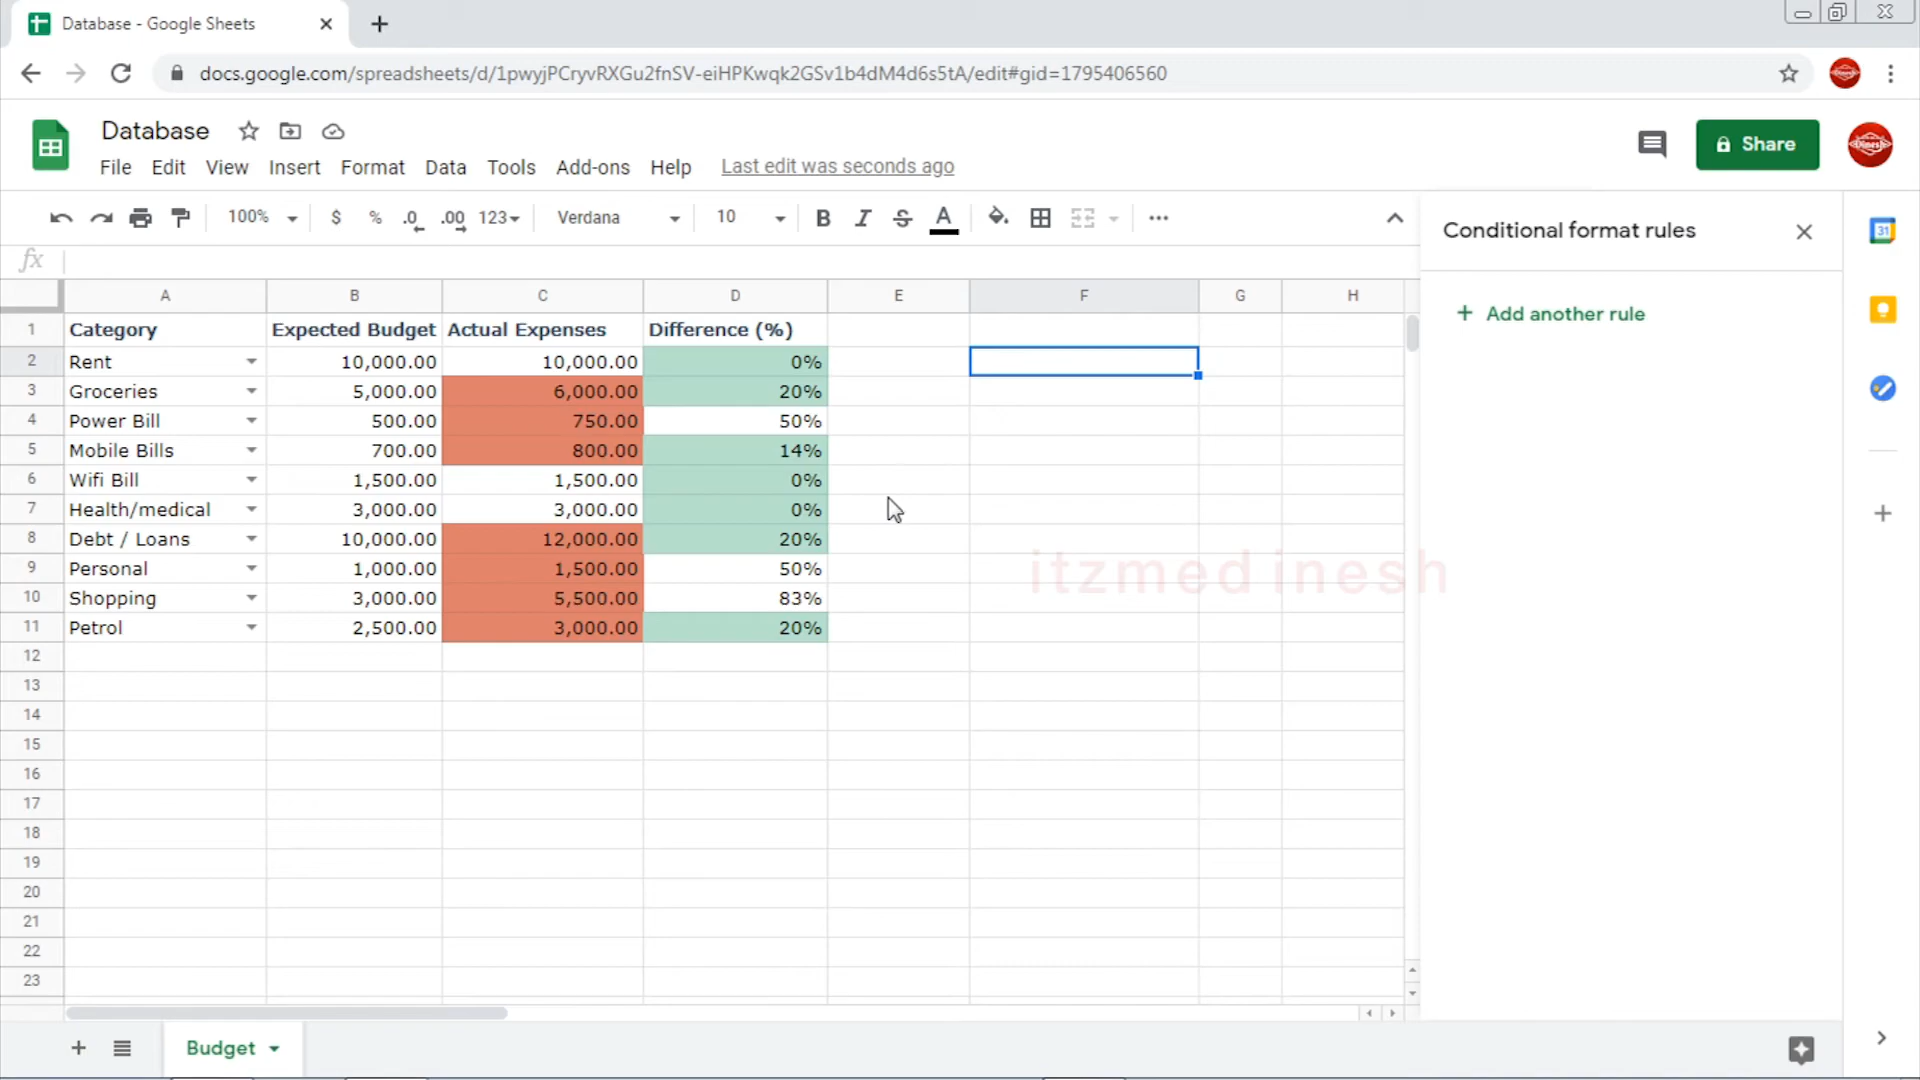 Database - Google Sheets
docs.google.com/spreadsheets/d/1pwyjPCryvRXGu2fnSV-eiHPKwqk2GSv1b4dM4d6s5tA/edit#gid=1795406560
Database
File Edit View Insert Format Data Tools Add-ons Help Last edit was seconds ago
Share
Dinesh
100% $ % .0 .00 123 Verdana 10 B I S A
fx
Conditional format rules
31
+ Add another rule
A B C D E F G H
1 Category Expected Budget Actual Expenses Difference (%)
2 Rent 10,000.00 10,000.00 0%
3 Groceries 5,000.00 6,000.00 20%
4 Power Bill 500.00 750.00 50%
5 Mobile Bills 700.00 800.00 14%
6 Wifi Bill 1,500.00 1,500.00 0%
7 Health/medical 3,000.00 3,000.00 0%
8 Debt / Loans 10,000.00 12,000.00 20%
9 Personal 1,000.00 1,500.00 50%
itzmedinesh
10 Shopping 3,000.00 5,500.00 83%
11 Petrol 2,500.00 3,000.00 20%
12
13
14
15
16
17
18
19
20
21
22
23
Budget